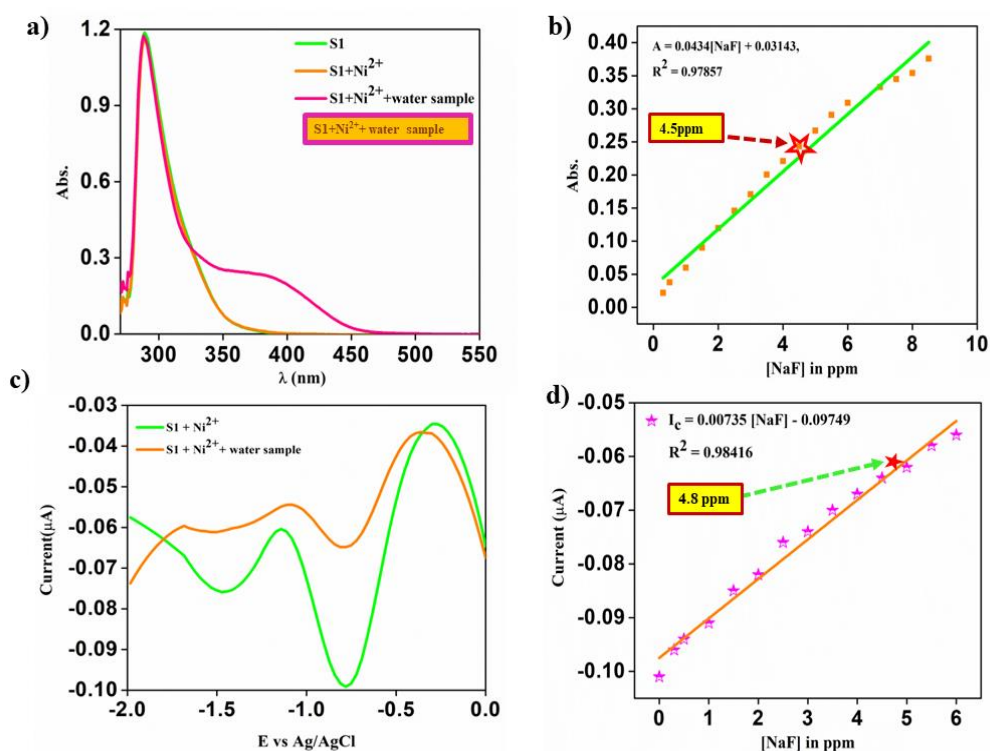 a)
1.2
0.9
0.6
0.3
0.0
Abs.
S1
S1+Ni²⁺
S1+Ni²⁺+water sample
S1+Ni²⁺+ water sample
300 350 400 450 500 550
λ (nm)
b)
0.40
0.35
0.30
0.25
0.20
0.15
0.10
0.05
0.00
Abs.
A = 0.0434[NaF] + 0.03143,
R² = 0.97857
4.5ppm
0 2 4 6 8 10
[NaF] in ppm
c)
-0.03
-0.04
-0.05
-0.06
-0.07
-0.08
-0.09
-0.10
Current(μA)
S1 + Ni²⁺
S1 + Ni²⁺ + water sample
-2.0 -1.5 -1.0 -0.5 0.0
E vs Ag/AgCl
d)
-0.05
-0.06
-0.07
-0.08
-0.09
-0.10
Current (μA)
I_c = 0.00735 [NaF] - 0.09749
R² = 0.98416
4.8 ppm
0 1 2 3 4 5 6
[NaF] in ppm